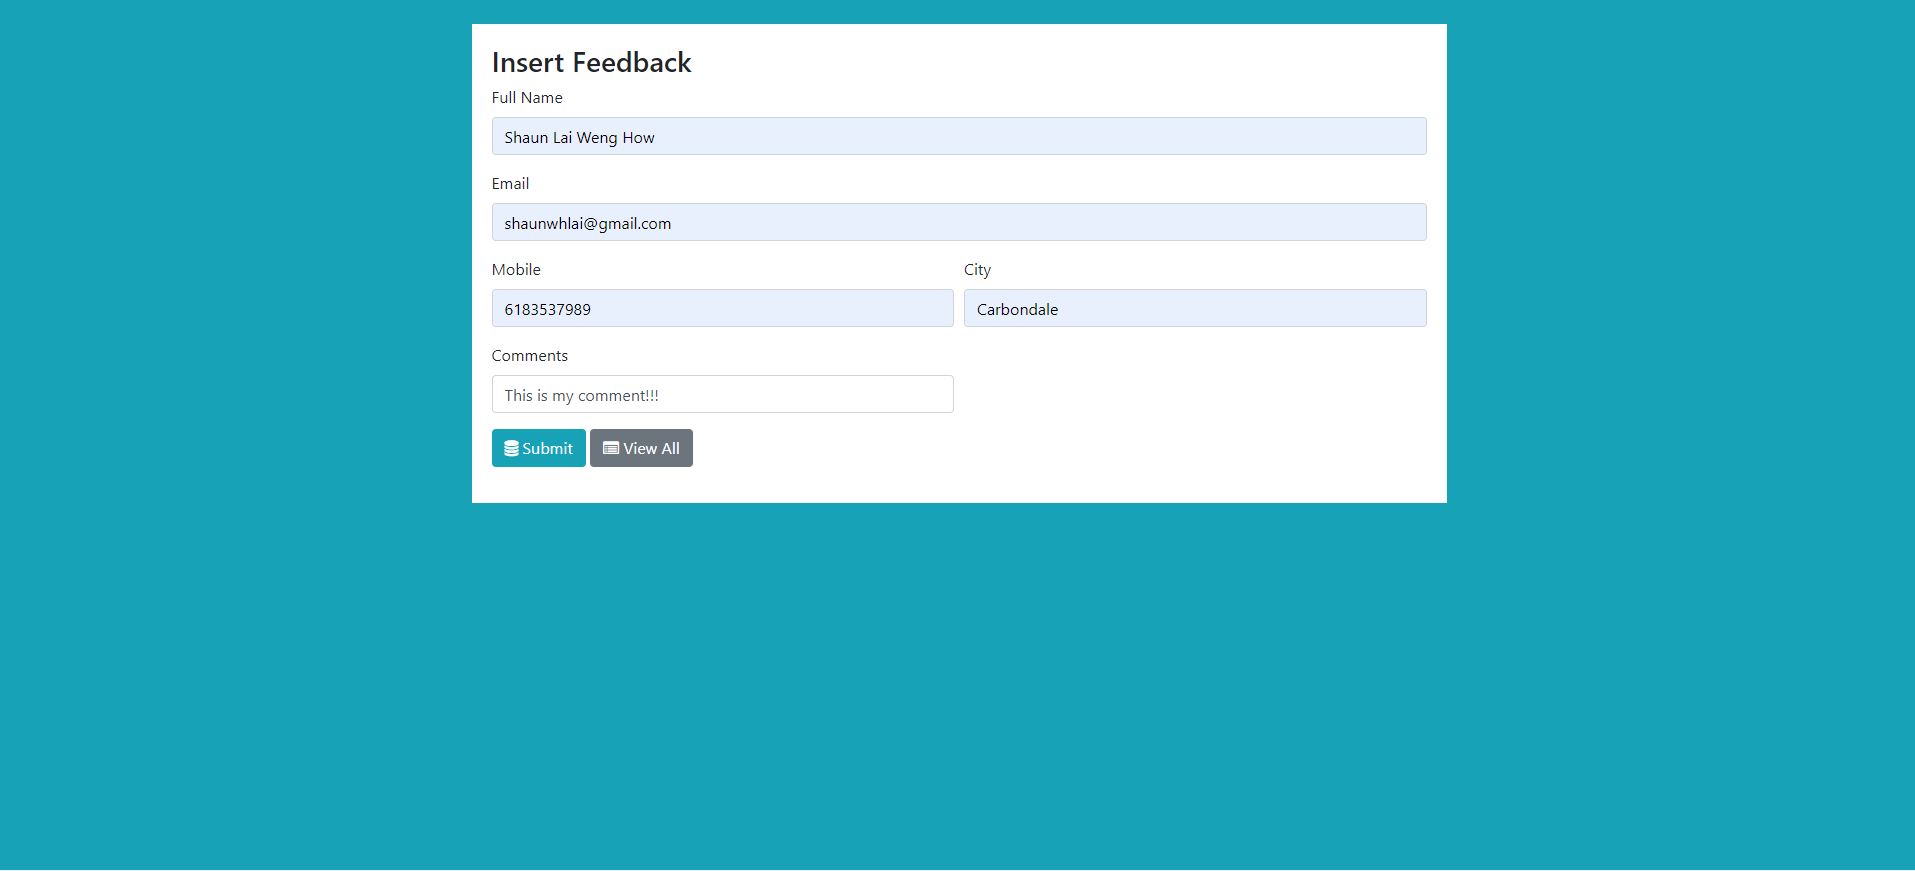 Insert Feedback
Full Name
Shaun Lai Weng How
Email
shaunwhlai@gmail.com
Mobile City
6183537989 Carbondale
Comments
This is my comment!!!
Submit View All